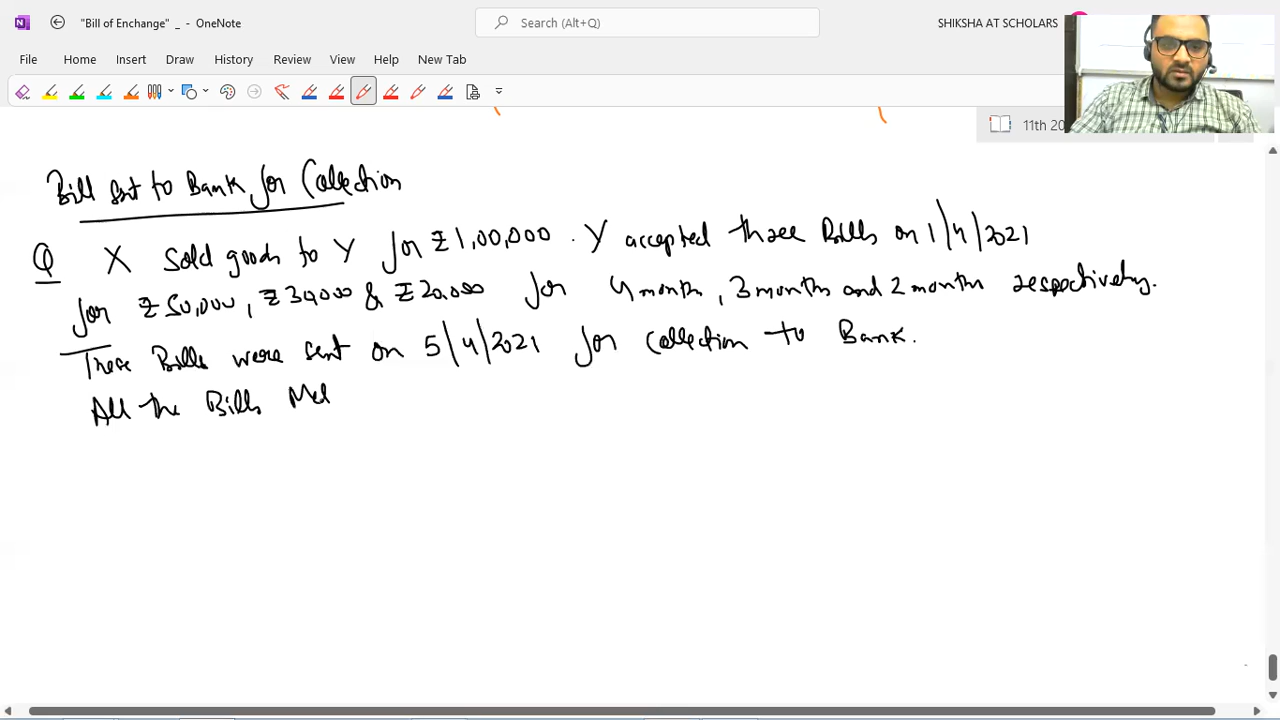 "Bill of Enchange" _ - OneNote
Search (Alt+Q)
SHIKSHA AT SCHOLARS
File Home Insert Draw History Review View Help New Tab
11th 20
Bill sent to Bank for Collection
Q X Sold goods to Y for ₹1,00,000. Y accepted three Bills on 1/4/2021
for ₹50,000, ₹30,000 & ₹20,000 for 4 months, 3 months and 2 months respectively.
These Bills were sent on 5/4/2021 for collection to Bank.
All the Bills Met